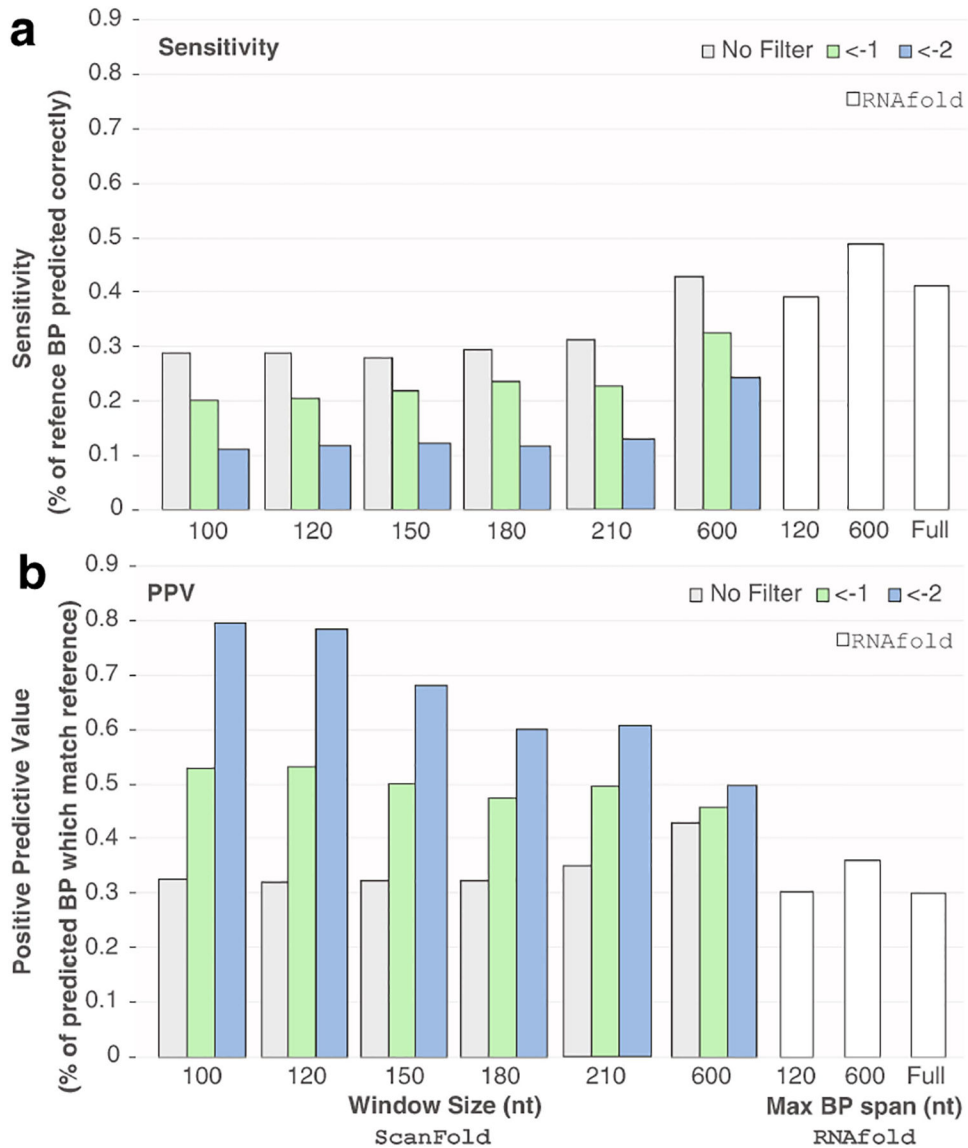 a
Sensitivity
No Filter <-1 <-2
RNAfold
Sensitivity
(% of refence BP predicted correctly)
0.9
0.8
0.7
0.6
0.5
0.4
0.3
0.2
0.1
0
100 120 150 180 210 600 120 600 Full
b
PPV
No Filter <-1 <-2
RNAfold
Positive Predictive Value
(% of predicted BP which match reference)
0.9
0.8
0.7
0.6
0.5
0.4
0.3
0.2
0.1
0
100 120 150 180 210 600 120 600 Full
Window Size (nt) Max BP span (nt)
ScanFold RNAfold